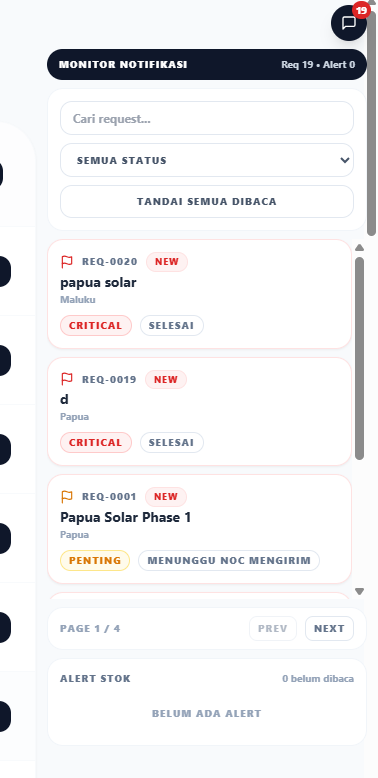 19
MONITOR NOTIFIKASI Req 19 • Alert 0
Cari request...
SEMUA STATUS
TANDAI SEMUA DIBACA
REQ-0020 NEW
papua solar
Maluku
CRITICAL SELESAI
REQ-0019 NEW
d
Papua
CRITICAL SELESAI
REQ-0001 NEW
Papua Solar Phase 1
Papua
PENTING MENUNGGU NOC MENGIRIM
PAGE 1 / 4 PREV NEXT
ALERT STOK 0 belum dibaca
BELUM ADA ALERT